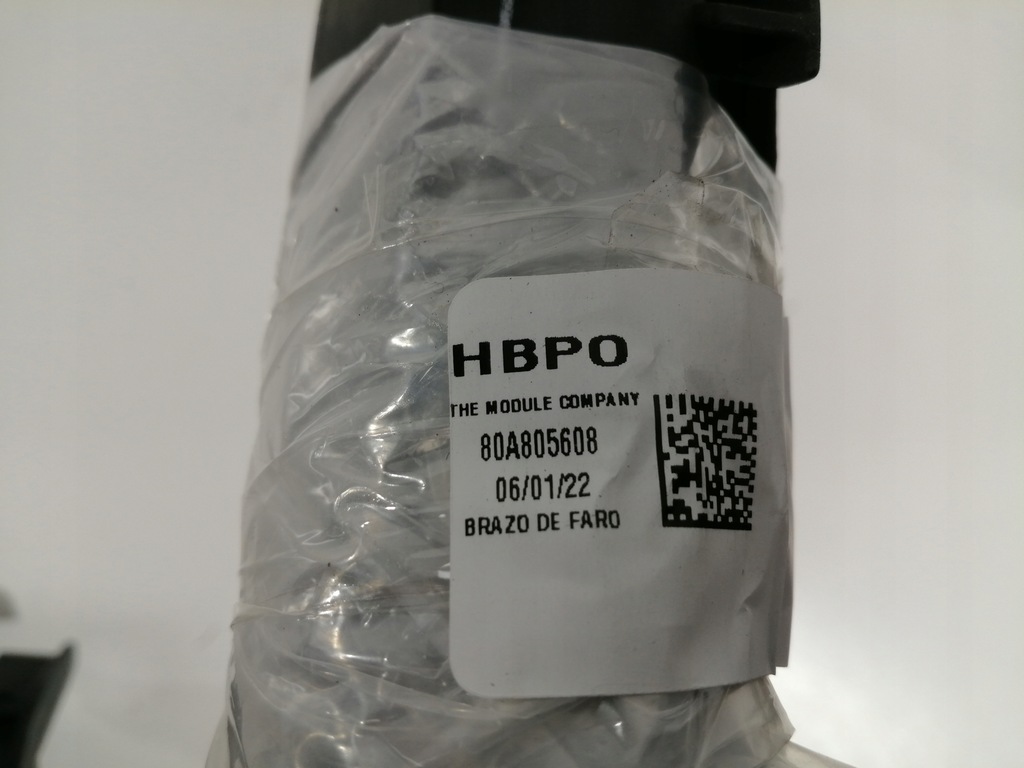 HBPO
THE MODULE COMPANY
80A805608
06/01/22
BRAZO DE FARO